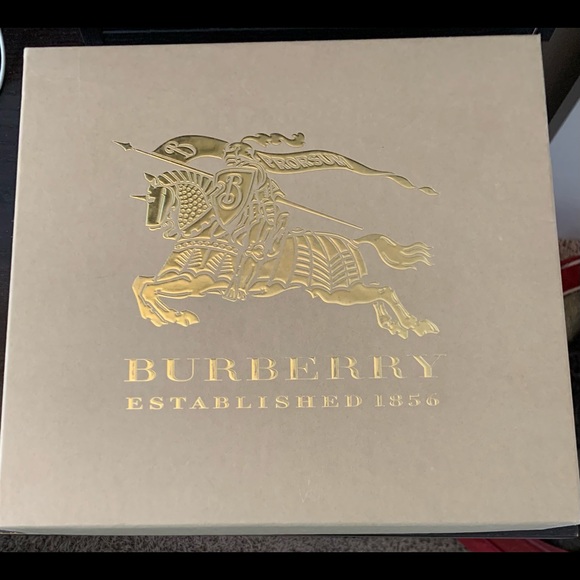 B
PRORSUM
B
BURBERRY
ESTABLISHED 1856